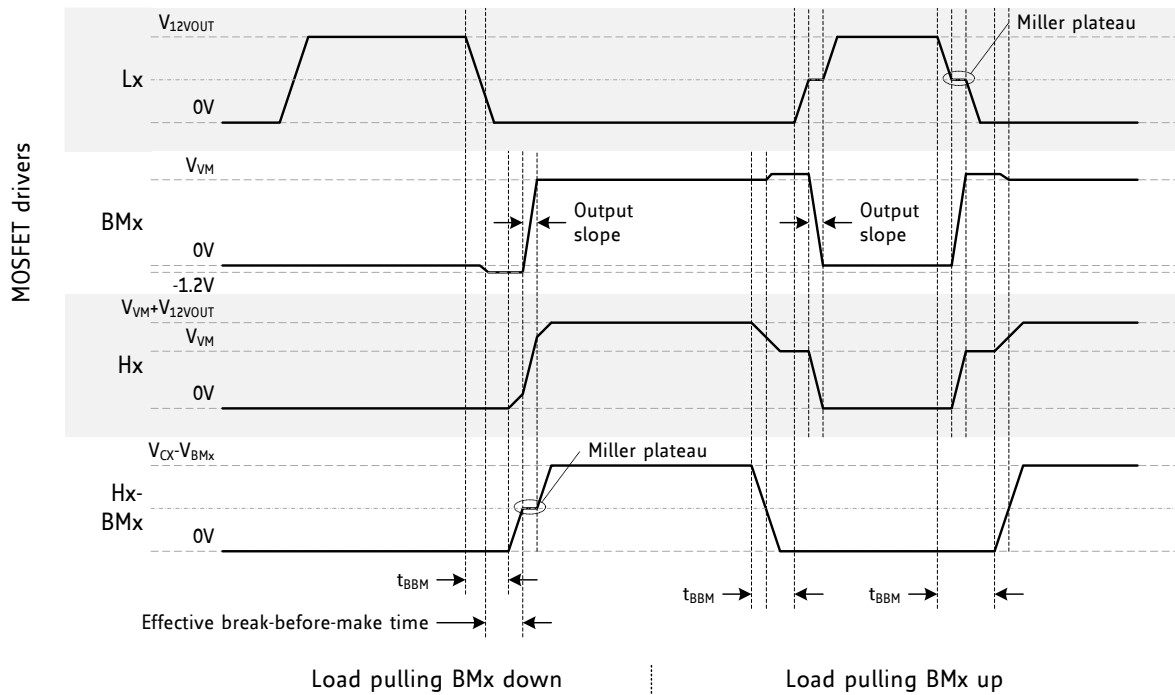 MOSFET drivers
V12VOUT
Miller plateau
Lx
0V
VVM
BMx
Output
slope
Output
slope
0V
-1.2V
VVM+V12VOUT
VVM
Hx
0V
VCX-VBMx
Miller plateau
Hx-
BMx
0V
tBBM
tBBM
tBBM
Effective break-before-make time
Load pulling BMx down
Load pulling BMx up